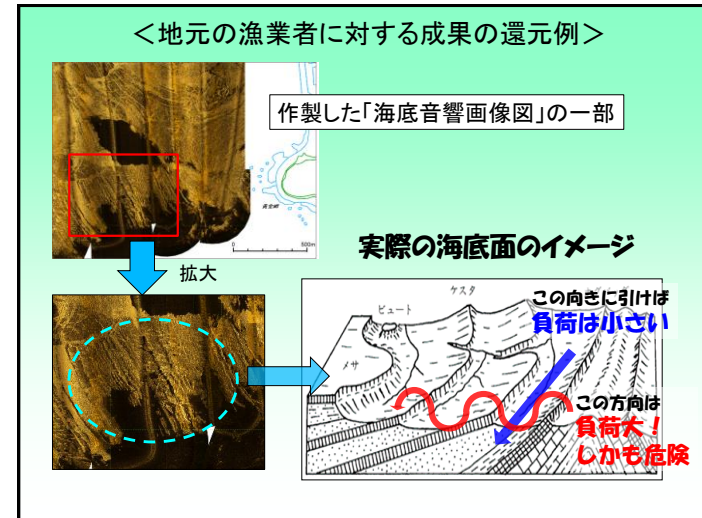 ＜地元の漁業者に対する成果の還元例＞
作製した「海底音響画像図」の一部
0
500m
拡大
実際の海底面のイメージ
ケスタ
ビュート
メサ
この向きに引けば
負荷は小さい
この方向は
負荷大！
しかも危険